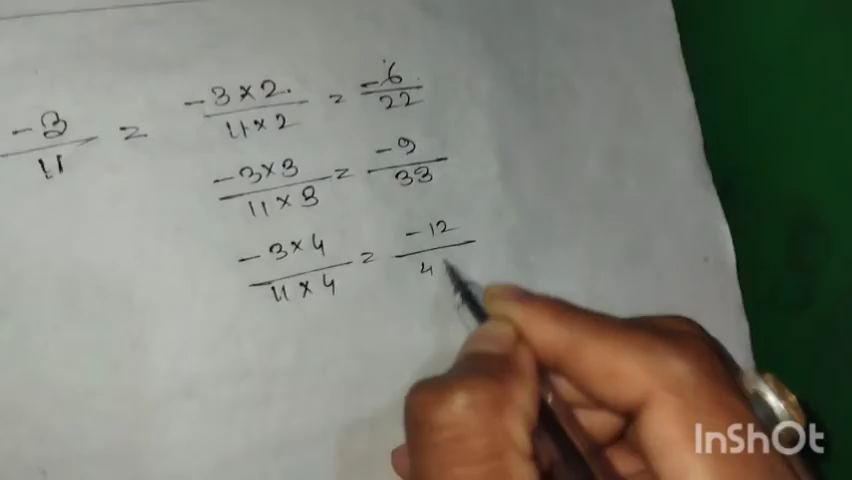 -3/11 = -3×2/11×2 = -6/22
-3×3/11×3 = -9/33
-3×4/11×4 = -12/4
InShOt